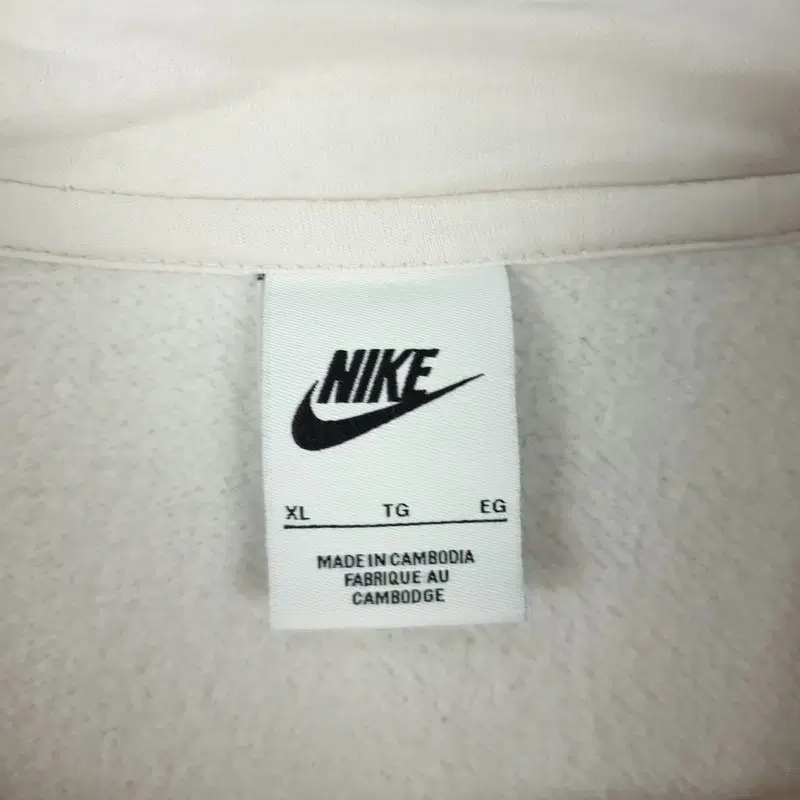 NIKE
XL TG EG
MADE IN CAMBODIA
FABRIQUE AU
CAMBODGE